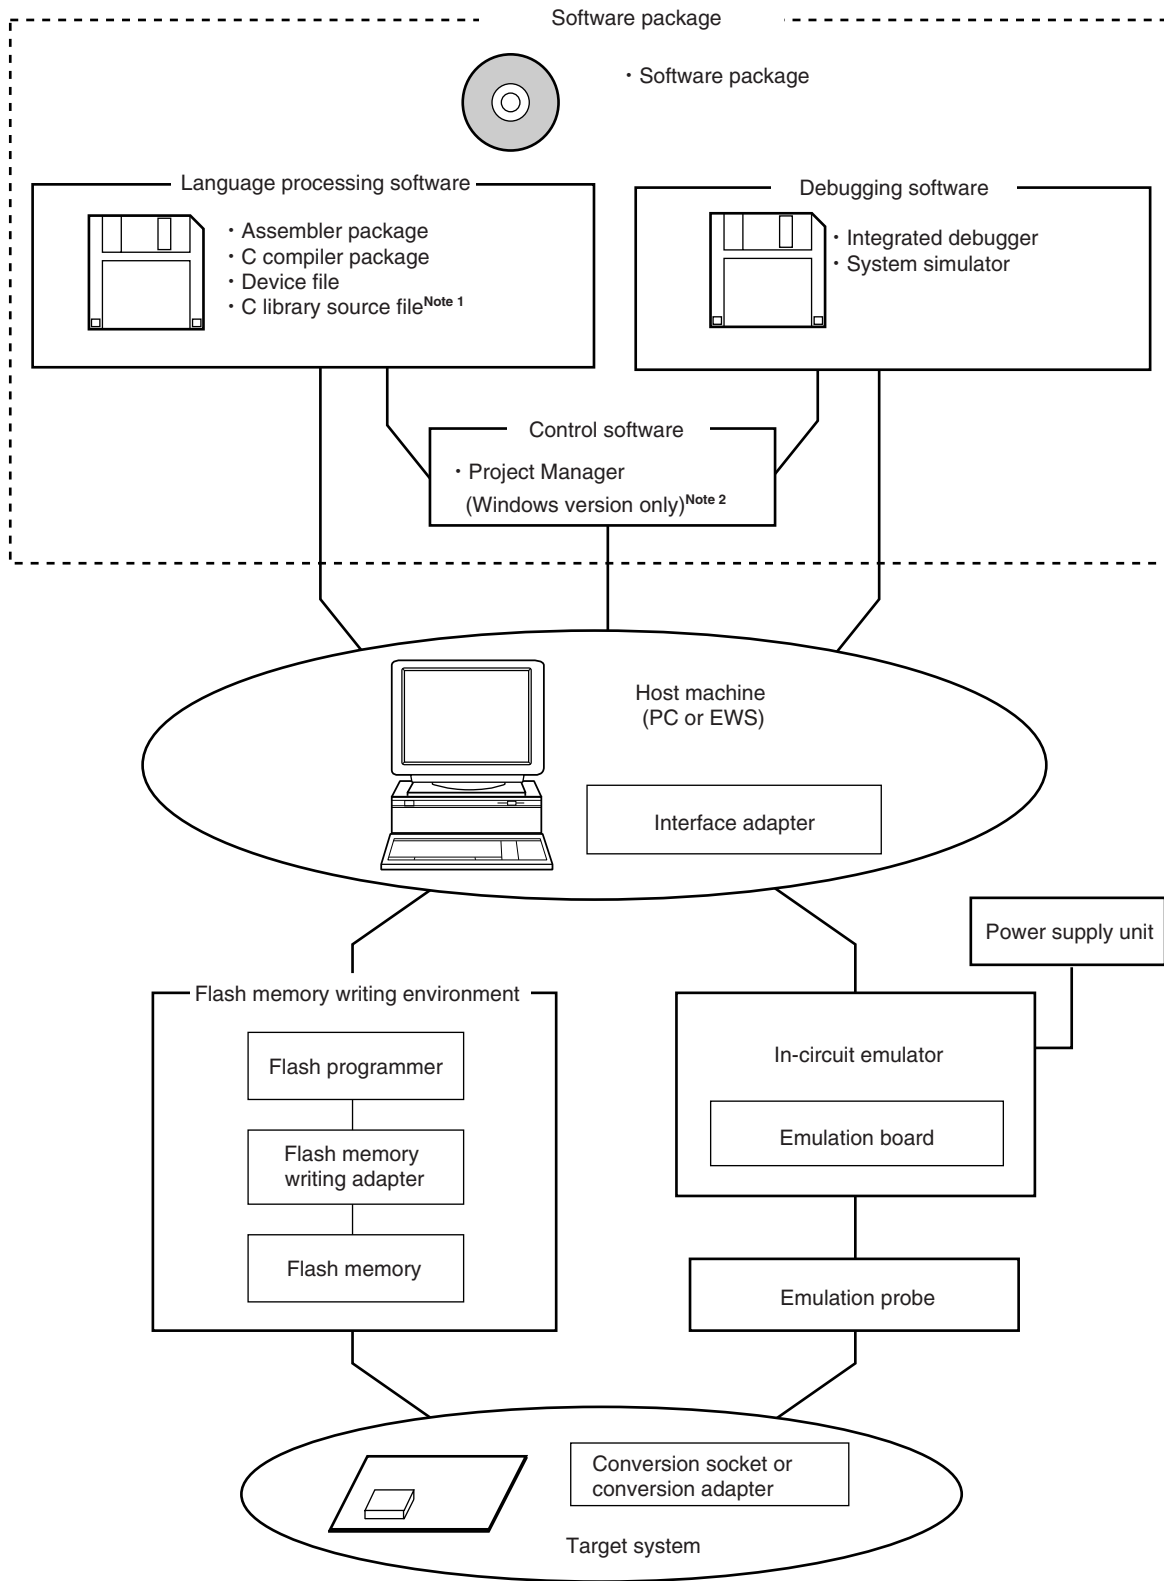 Software package
・Software package
Language processing software
・Assembler package
・C compiler package
・Device file
・C library source fileNote 1
Debugging software
・Integrated debugger
・System simulator
Control software
・Project Manager
(Windows version only)Note 2
Host machine
(PC or EWS)
Interface adapter
Power supply unit
Flash memory writing environment
Flash programmer
Flash memory
writing adapter
Flash memory
In-circuit emulator
Emulation board
Emulation probe
Conversion socket or
conversion adapter
Target system